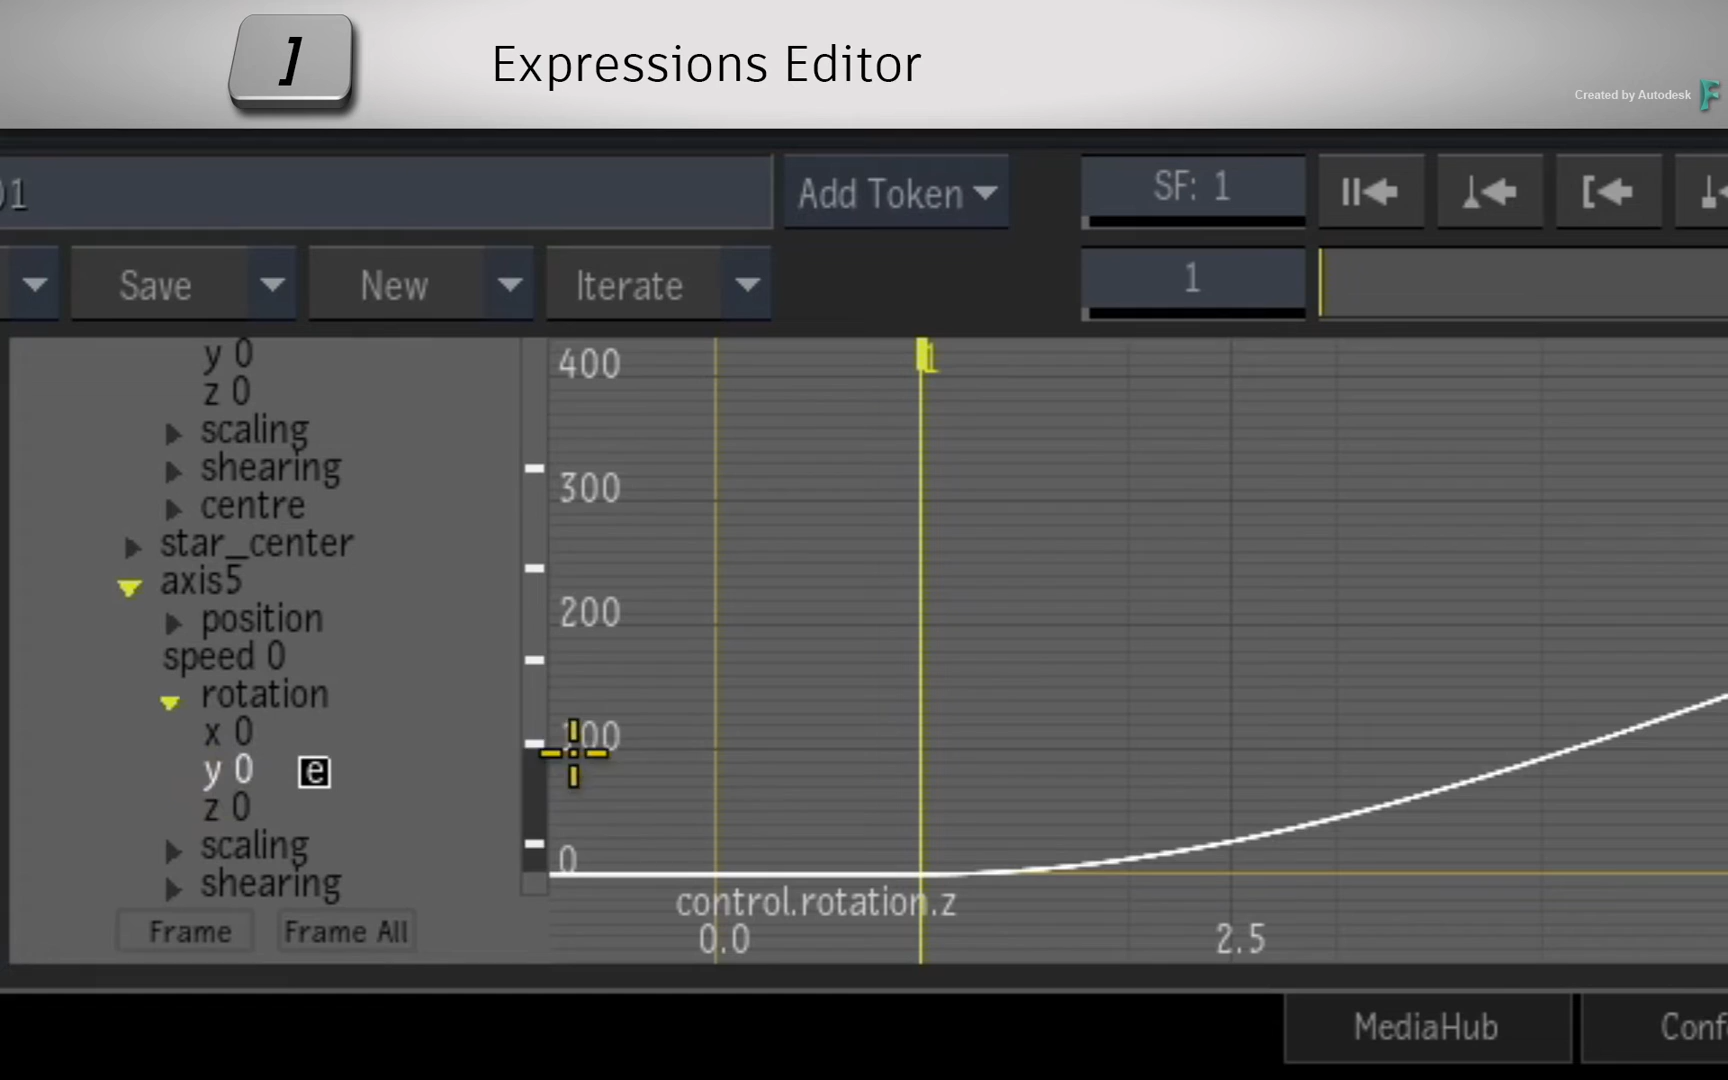 ] Expressions Editor
Created by Autodesk
01 Add Token SF: 1
Save New Iterate 1
y 0
z 0
scaling
shearing
centre
star_center
axis5
position
speed 0
rotation
x 0
y 0 e
z 0
scaling
shearing
Frame Frame All
400
1
300
200
100
0
control.rotation.z
0.0 2.5
MediaHub